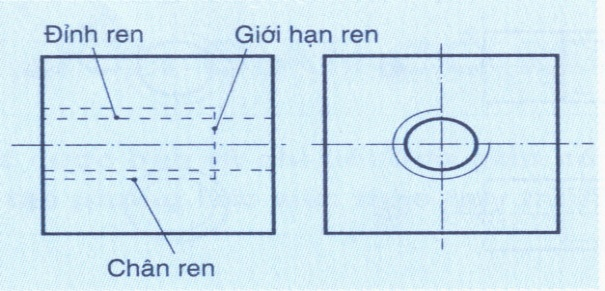 Đỉnh ren
Giới hạn ren
Chân ren